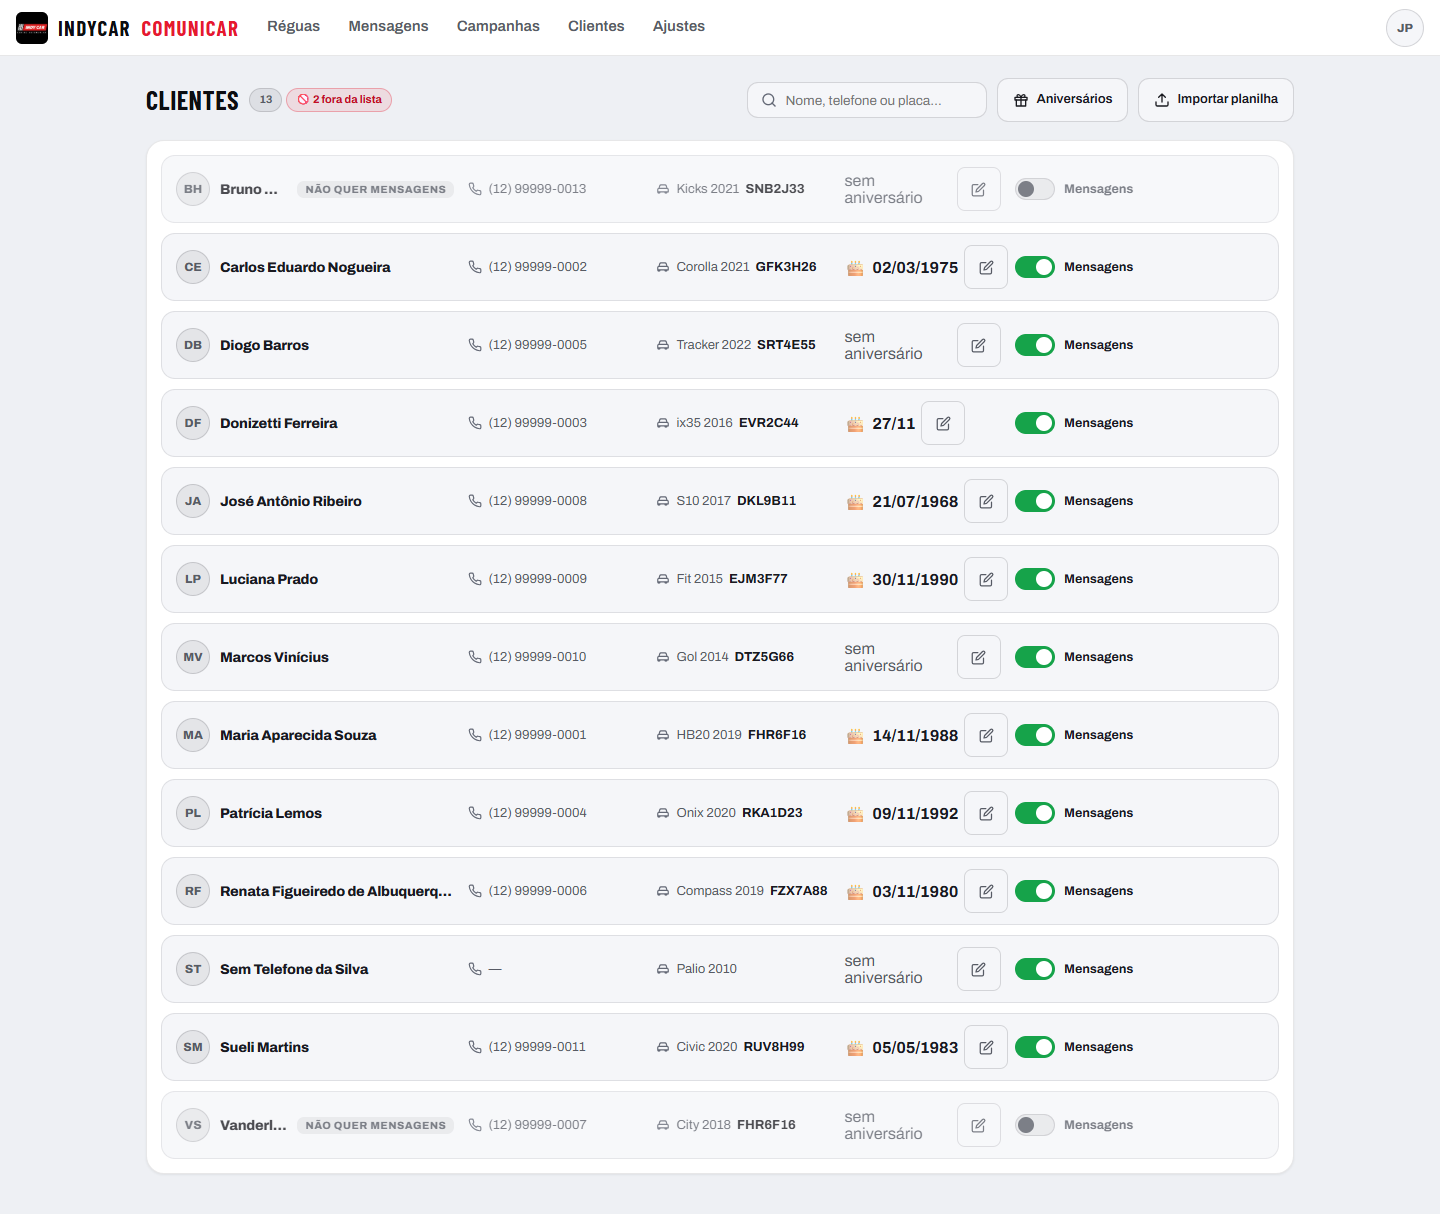 INDYCAR COMUNICAR Réguas Mensagens Campanhas Clientes Ajustes JP
CLIENTES 13 2 fora da lista Nome, telefone ou placa... Aniversários Importar planilha
BH Bruno ... NÃO QUER MENSAGENS (12) 99999-0013 Kicks 2021 SNB2J33 sem aniversário Mensagens
CE Carlos Eduardo Nogueira (12) 99999-0002 Corolla 2021 GFK3H26 02/03/1975 Mensagens
DB Diogo Barros (12) 99999-0005 Tracker 2022 SRT4E55 sem aniversário Mensagens
DF Donizetti Ferreira (12) 99999-0003 ix35 2016 EVR2C44 27/11 Mensagens
JA José Antônio Ribeiro (12) 99999-0008 S10 2017 DKL9B11 21/07/1968 Mensagens
LP Luciana Prado (12) 99999-0009 Fit 2015 EJM3F77 30/11/1990 Mensagens
MV Marcos Vinícius (12) 99999-0010 Gol 2014 DTZ5G66 sem aniversário Mensagens
MA Maria Aparecida Souza (12) 99999-0001 HB20 2019 FHR6F16 14/11/1988 Mensagens
PL Patrícia Lemos (12) 99999-0004 Onix 2020 RKA1D23 09/11/1992 Mensagens
RF Renata Figueiredo de Albuquerq... (12) 99999-0006 Compass 2019 FZX7A88 03/11/1980 Mensagens
ST Sem Telefone da Silva — Palio 2010 sem aniversário Mensagens
SM Sueli Martins (12) 99999-0011 Civic 2020 RUV8H99 05/05/1983 Mensagens
VS Vanderl... NÃO QUER MENSAGENS (12) 99999-0007 City 2018 FHR6F16 sem aniversário Mensagens